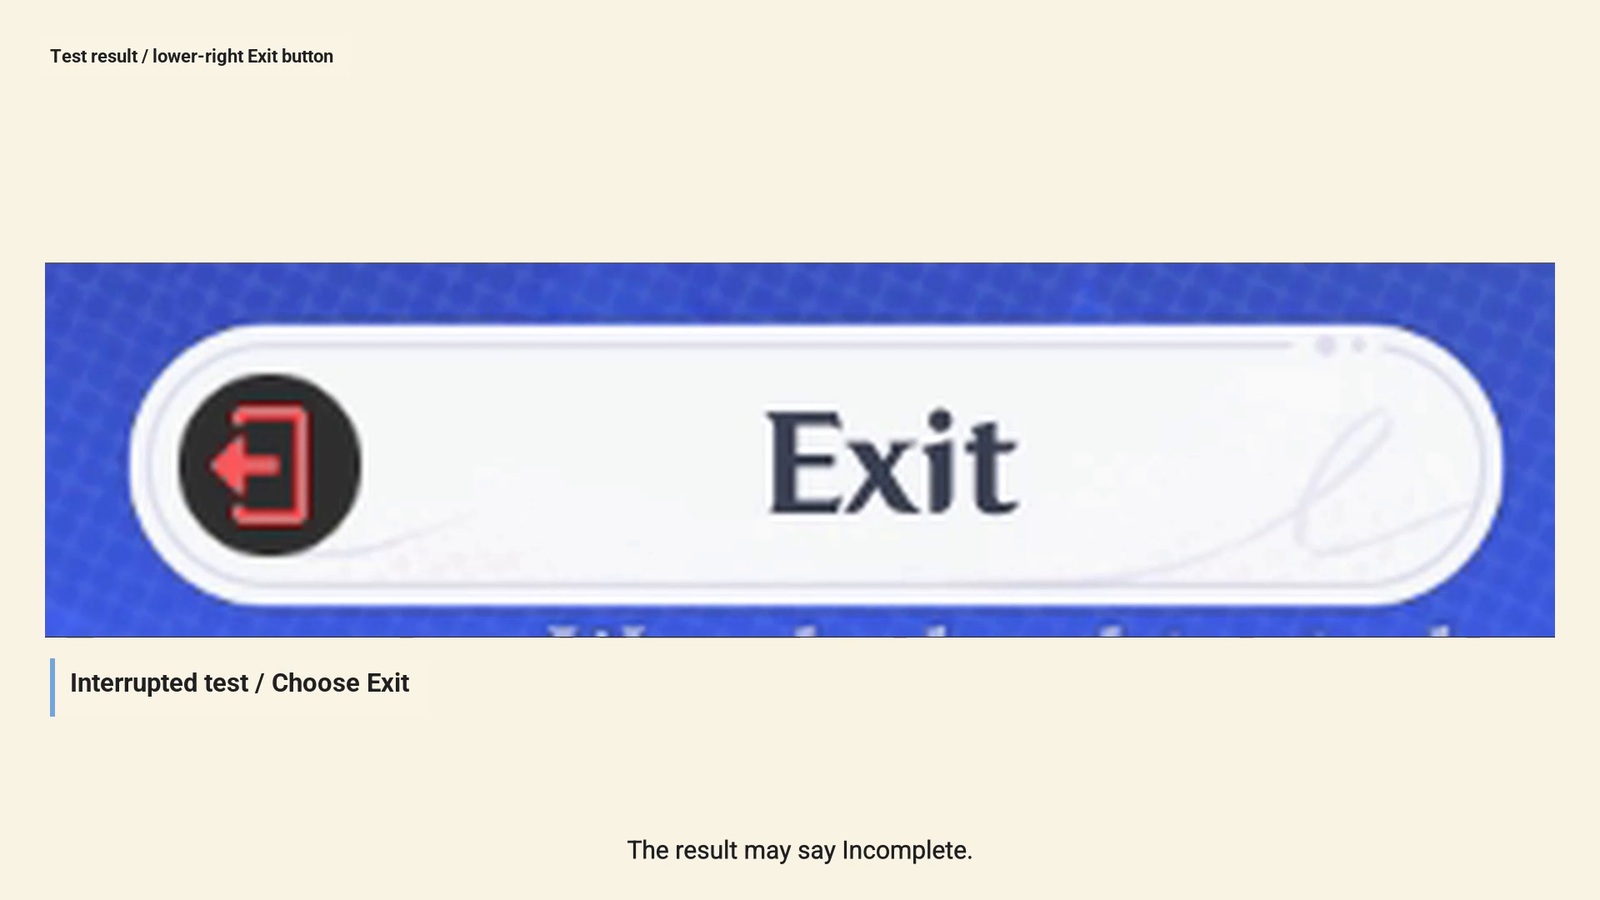 Test result / lower-right Exit button
Exit
Interrupted test / Choose Exit
The result may say Incomplete.